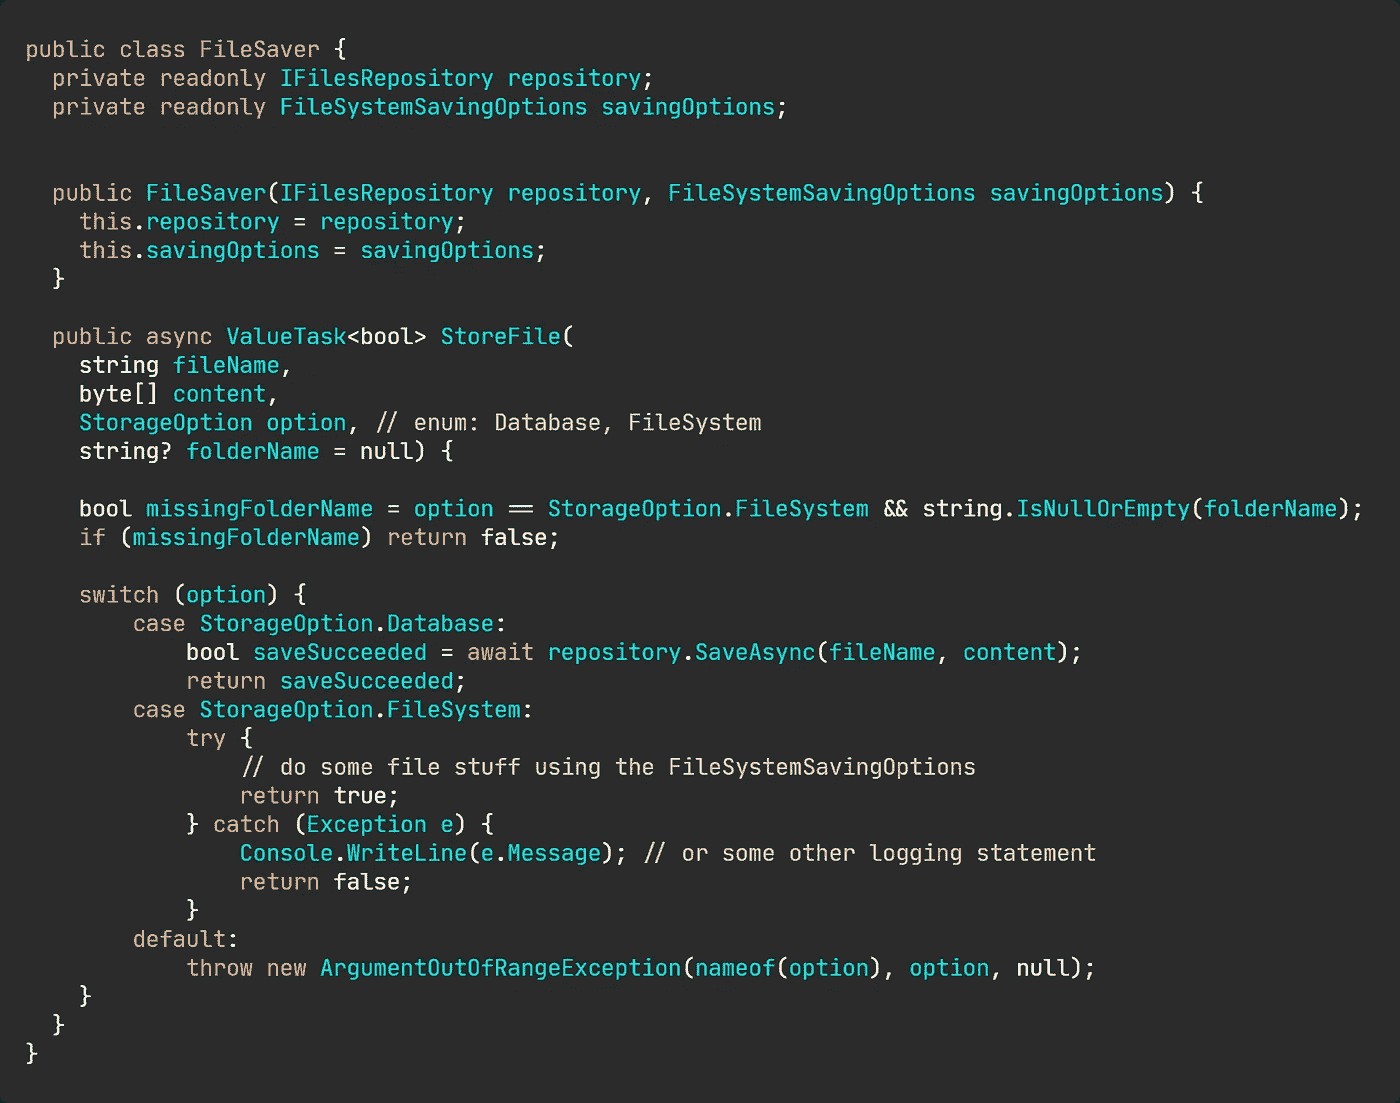 public class FileSaver {
  private readonly IFilesRepository repository;
  private readonly FileSystemSavingOptions savingOptions;

  public FileSaver(IFilesRepository repository, FileSystemSavingOptions savingOptions) {
    this.repository = repository;
    this.savingOptions = savingOptions;
  }

  public async ValueTask<bool> StoreFile(
    string fileName,
    byte[] content,
    StorageOption option, // enum: Database, FileSystem
    string? folderName = null) {

    bool missingFolderName = option == StorageOption.FileSystem && string.IsNullOrEmpty(folderName);
    if (missingFolderName) return false;

    switch (option) {
        case StorageOption.Database:
            bool saveSucceeded = await repository.SaveAsync(fileName, content);
            return saveSucceeded;
        case StorageOption.FileSystem:
            try {
                // do some file stuff using the FileSystemSavingOptions
                return true;
            } catch (Exception e) {
                Console.WriteLine(e.Message); // or some other logging statement
                return false;
            }
        default:
            throw new ArgumentOutOfRangeException(nameof(option), option, null);
    }
  }
}